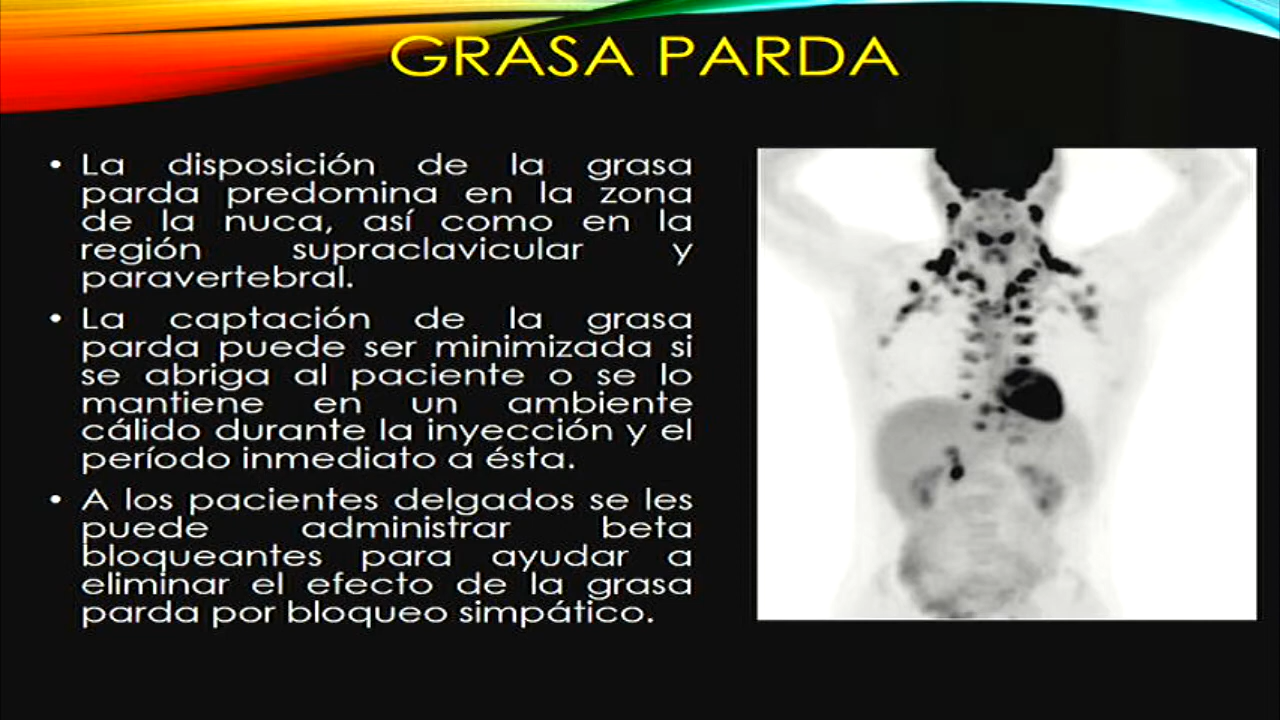 GRASA PARDA
• La disposición de la grasa
parda predomina en la zona
de la nuca, así como en la
región supraclavicular y
paravertebral.
• La captación de la grasa
parda puede ser minimizada si
se abriga al paciente o se lo
mantiene en un ambiente
cálido durante la inyección y el
período inmediato a ésta.
• A los pacientes delgados se les
puede administrar beta
bloqueantes para ayudar a
eliminar el efecto de la grasa
parda por bloqueo simpático.